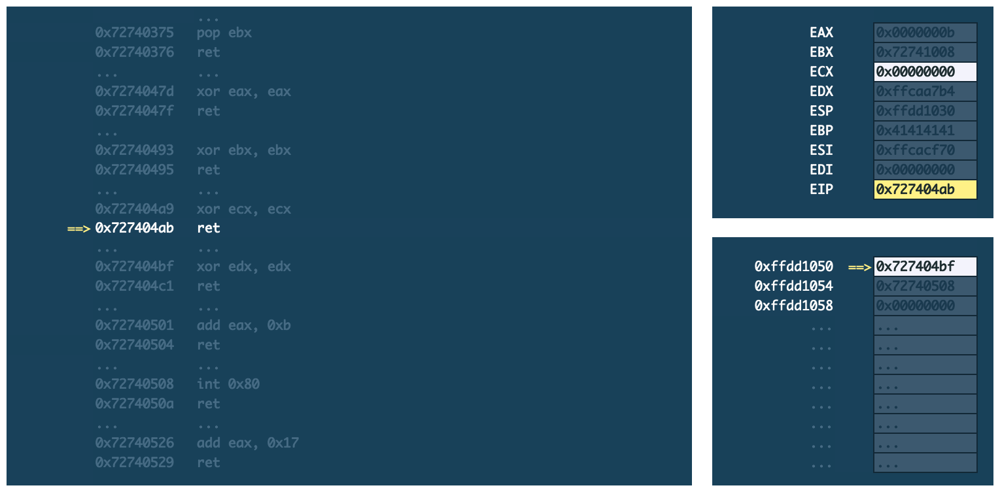 ...
0x72740375 pop ebx
0x72740376 ret
... ...
0x7274047d xor eax, eax
0x7274047f ret
...
0x72740493 xor ebx, ebx
0x72740495 ret
... ...
0x727404a9 xor ecx, ecx
==> 0x727404ab ret
... ...
0x727404bf xor edx, edx
0x727404c1 ret
... ...
0x72740501 add eax, 0xb
0x72740504 ret
... ...
0x72740508 int 0x80
0x7274050a ret
... ...
0x72740526 add eax, 0x17
0x72740529 ret
EAX 0x0000000b
EBX 0x72741008
ECX 0x00000000
EDX 0xffcaa7b4
ESP 0xffdd1030
EBP 0x41414141
ESI 0xffcacf70
EDI 0x00000000
EIP 0x727404ab
0xffdd1050 ==> 0x727404bf
0xffdd1054 0x72740508
0xffdd1058 0x00000000
... ...
... ...
... ...
... ...
... ...
... ...
... ...
... ...